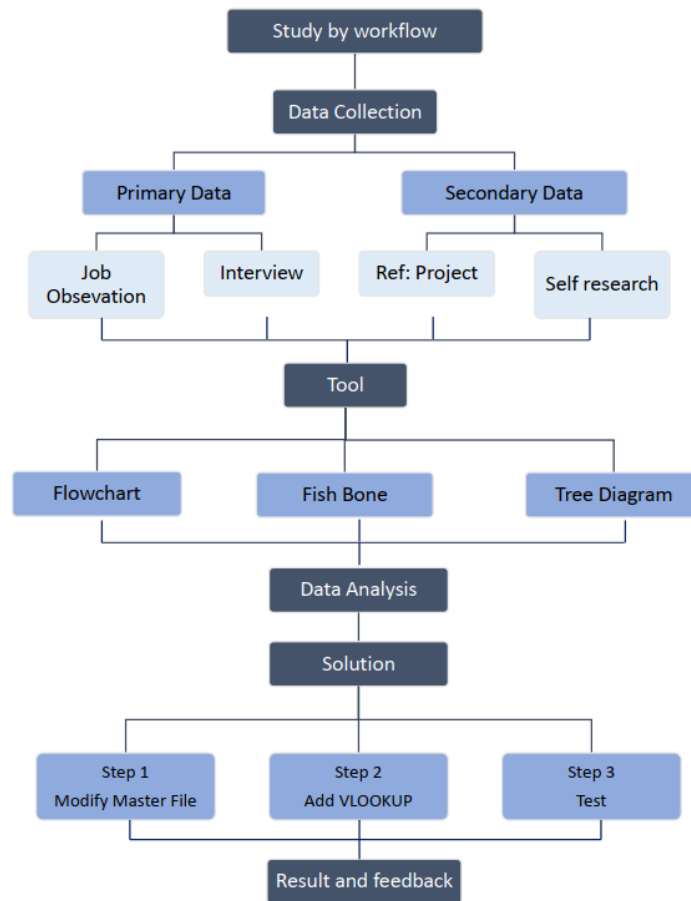 Study by workflow
Data Collection
Primary Data
Secondary Data
Job
Obsevation
Interview
Ref: Project
Self research
Tool
Flowchart
Fish Bone
Tree Diagram
Data Analysis
Solution
Step 1
Modify Master File
Step 2
Add VLOOKUP
Step 3
Test
Result and feedback